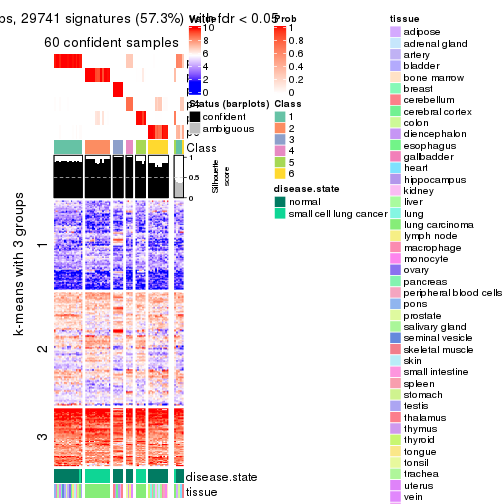 29741 signatures (57.3%) with fdr < 0.05
60 confident samples
Value
10
8
6
4
2
0
Prob
1
0.8
0.6
0.4
0.2
0
Status (barplots)
confident
ambiguous
Class
1
2
3
4
5
6
Class
1
0.5
0
Silhouette
score
disease.state
normal
small cell lung cancer
k-means with 3 groups
1
2
3
disease.state
tissue
tissue
adipose
adrenal gland
artery
bladder
bone marrow
breast
cerebellum
cerebral cortex
colon
diencephalon
esophagus
gallbadder
heart
hippocampus
kidney
liver
lung
lung carcinoma
lymph node
macrophage
monocyte
ovary
pancreas
peripheral blood cells
pons
prostate
salivary gland
seminal vesicle
skeletal muscle
skin
small intestine
spleen
stomach
testis
thalamus
thymus
thyroid
tongue
tonsil
trachea
uterus
vein